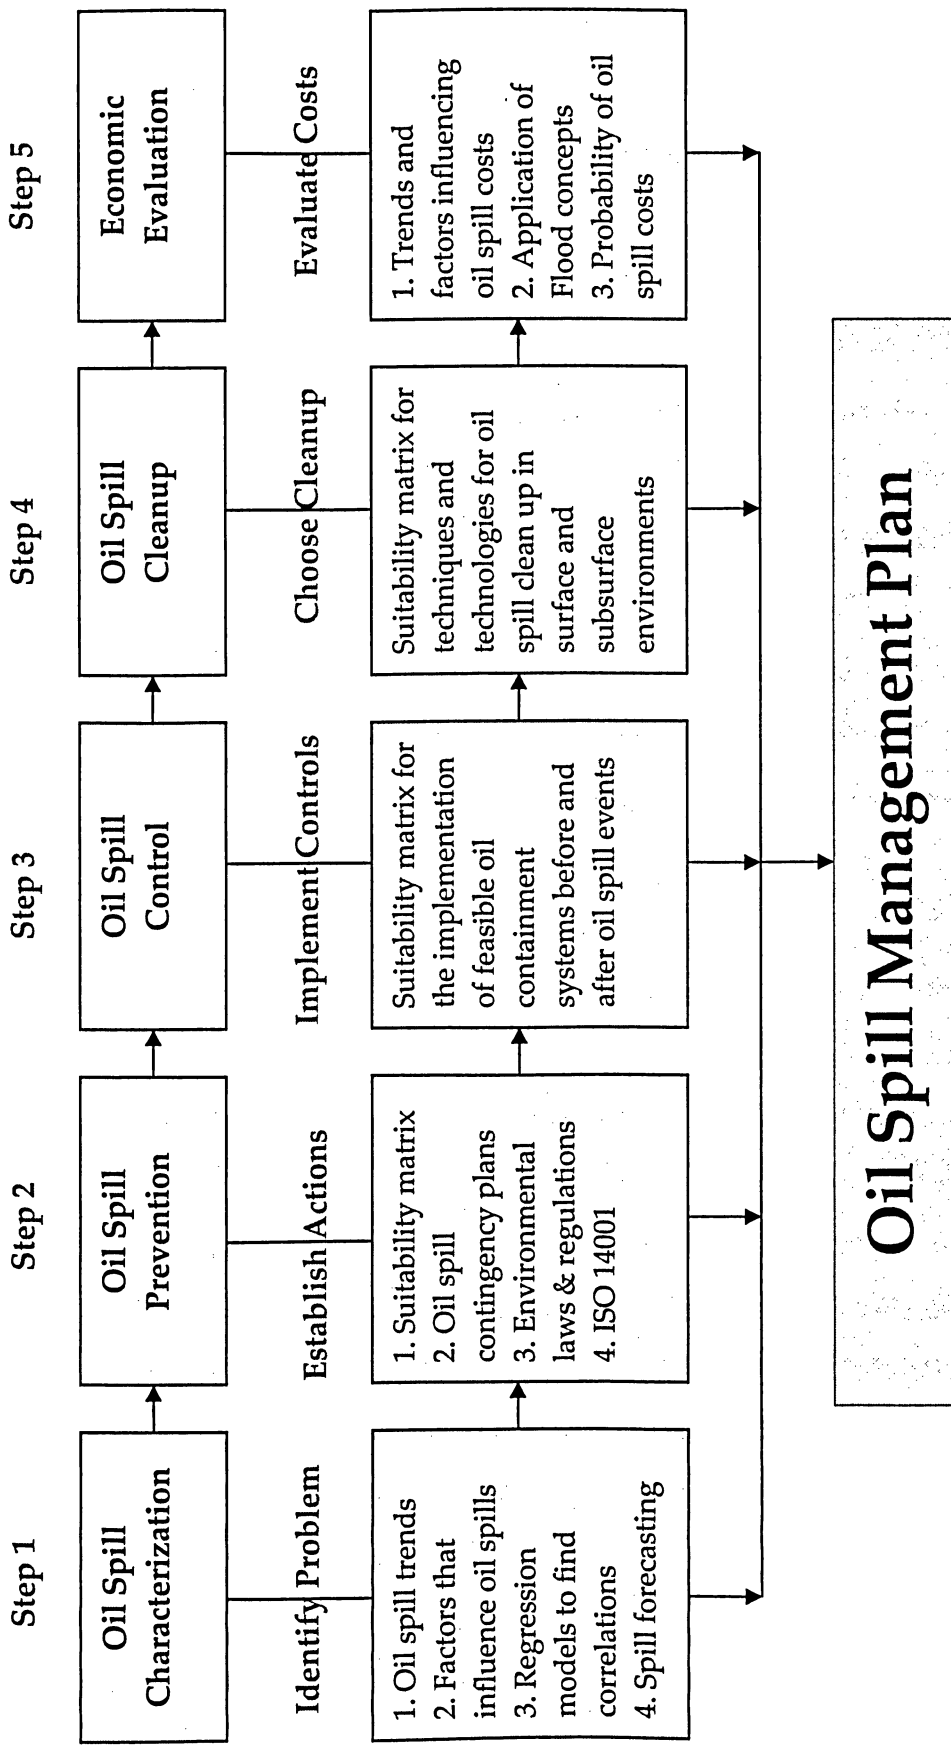 Step 1
Oil Spill
Characterization
Identify Problem
1. Oil spill trends
2. Factors that
influence oil spills
3. Regression
models to find
correlations
4. Spill forecasting
Step 2
Oil Spill
Prevention
Establish Actions
1. Suitability matrix
2. Oil spill
contingency plans
3. Environmental
laws & regulations
4. ISO 14001
Step 3
Oil Spill
Control
Implement Controls
Suitability matrix for
the implementation
of feasible oil
containment
systems before and
after oil spill events
Step 4
Oil Spill
Cleanup
Choose Cleanup
Suitability matrix for
techniques and
technologies for oil
spill clean up in
surface and
subsurface
environments
Step 5
Economic
Evaluation
Evaluate Costs
1. Trends and
factors influencing
oil spill costs
2. Application of
Flood concepts
3. Probability of oil
spill costs
Oil Spill Management Plan